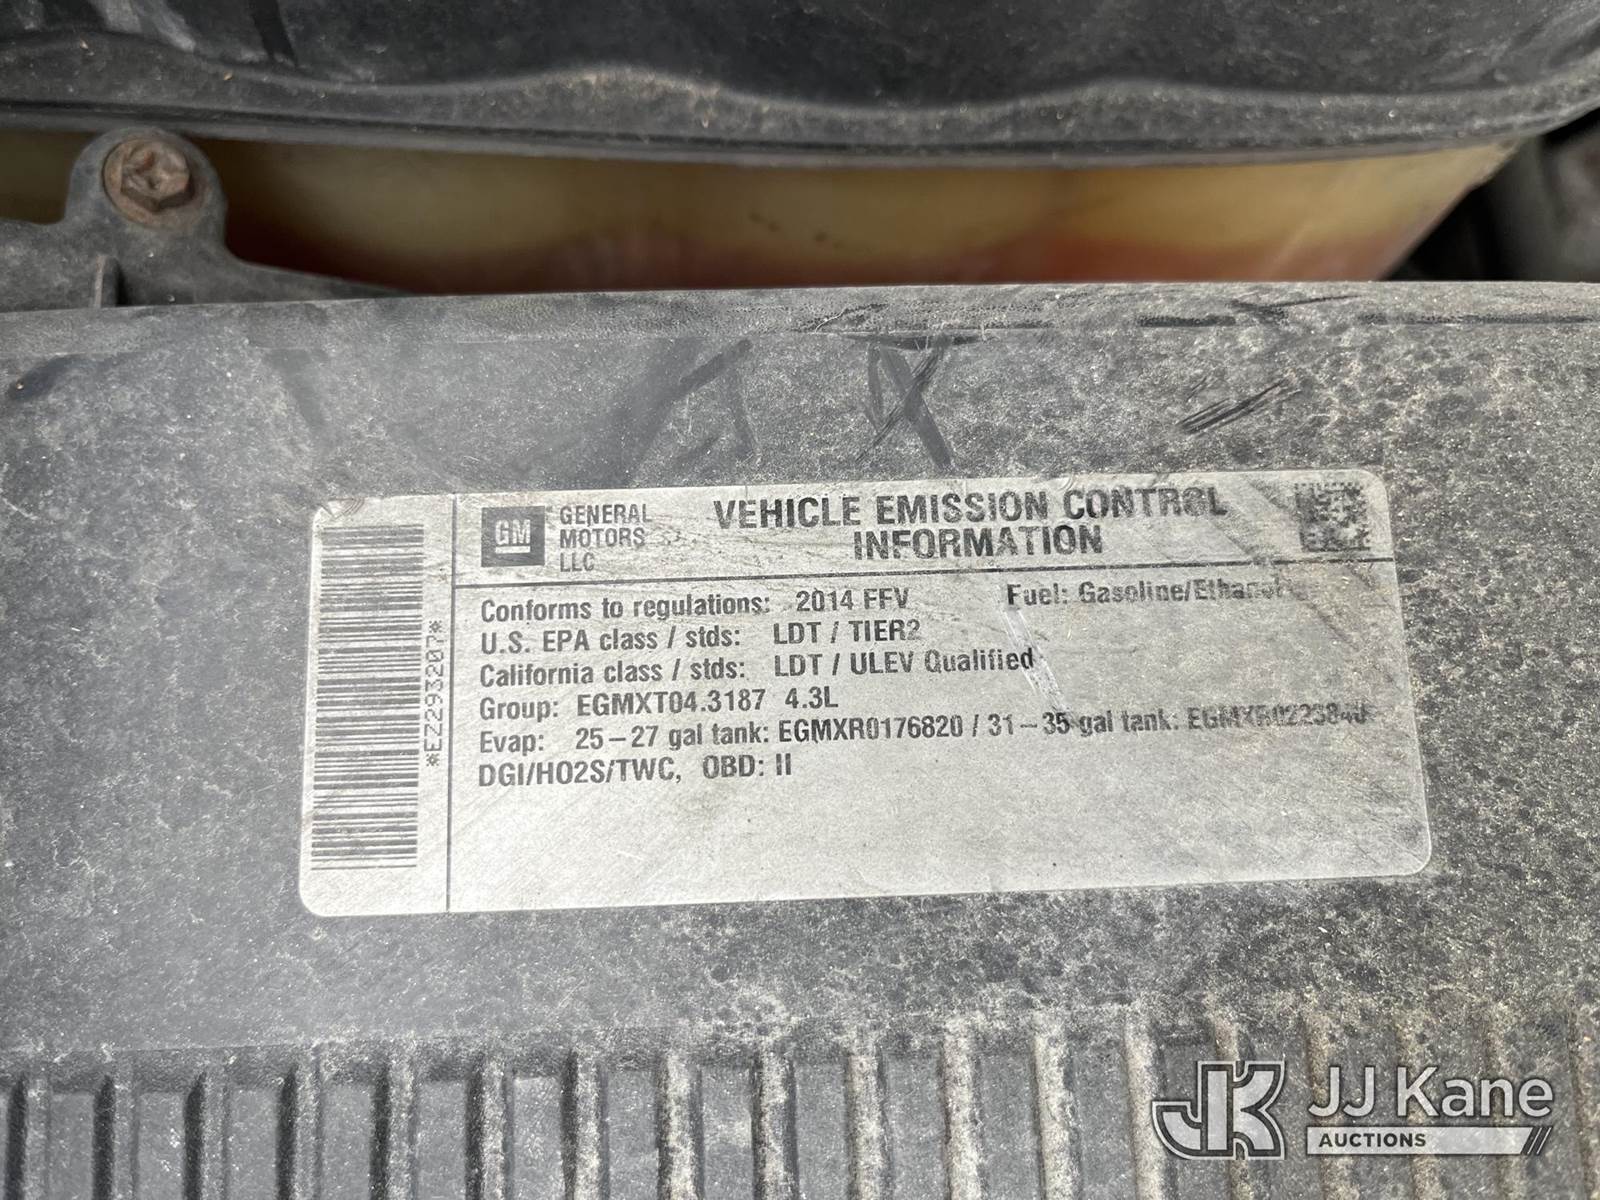 GM
GENERAL
MOTORS
LLC
VEHICLE EMISSION CONTROL
INFORMATION
Conforms to regulations: 2014 FFV Fuel: Gasoline/Ethanol
U.S. EPA class / stds: LDT / TIER2
California class / stds: LDT / ULEV Qualified
Group: EGMXT04.3187 4.3L
Evap: 25-27 gal tank: EGMXR0176820 / 31-35 gal tank:
DGI/HO2S/TWC, OBD: II
*EZ293207*
JK JJ Kane
AUCTIONS